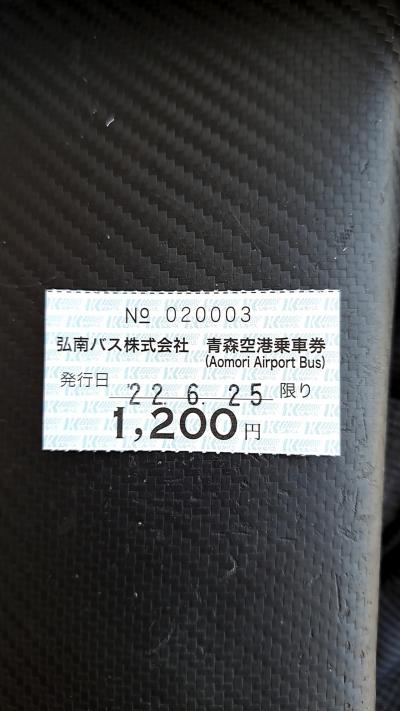 № 020003
弘南バス株式会社 青森空港乗車券
(Aomori Airport Bus)
発行日 '22. 6. 25 限り
1,200円